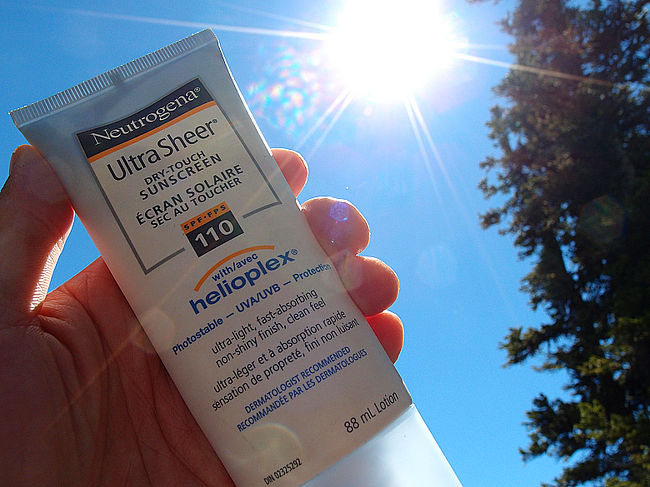 Neutrogena®
UltraSheer®
DRY-TOUCH
SUNSCREEN
ÉCRAN SOLAIRE
SEC AU TOUCHER
SPF•FPS
110
with/avec
helioplex®
Photostable — UVA/UVB — Protection
ultra-light, fast-absorbing
non-shiny finish, clean feel
ultra-léger et à absorption rapide
sensation de propreté, fini non luisant
DERMATOLOGIST RECOMMENDED
RECOMMANDÉE PAR LES DERMATOLOGUES
88 mL Lotion
DIN 02325292